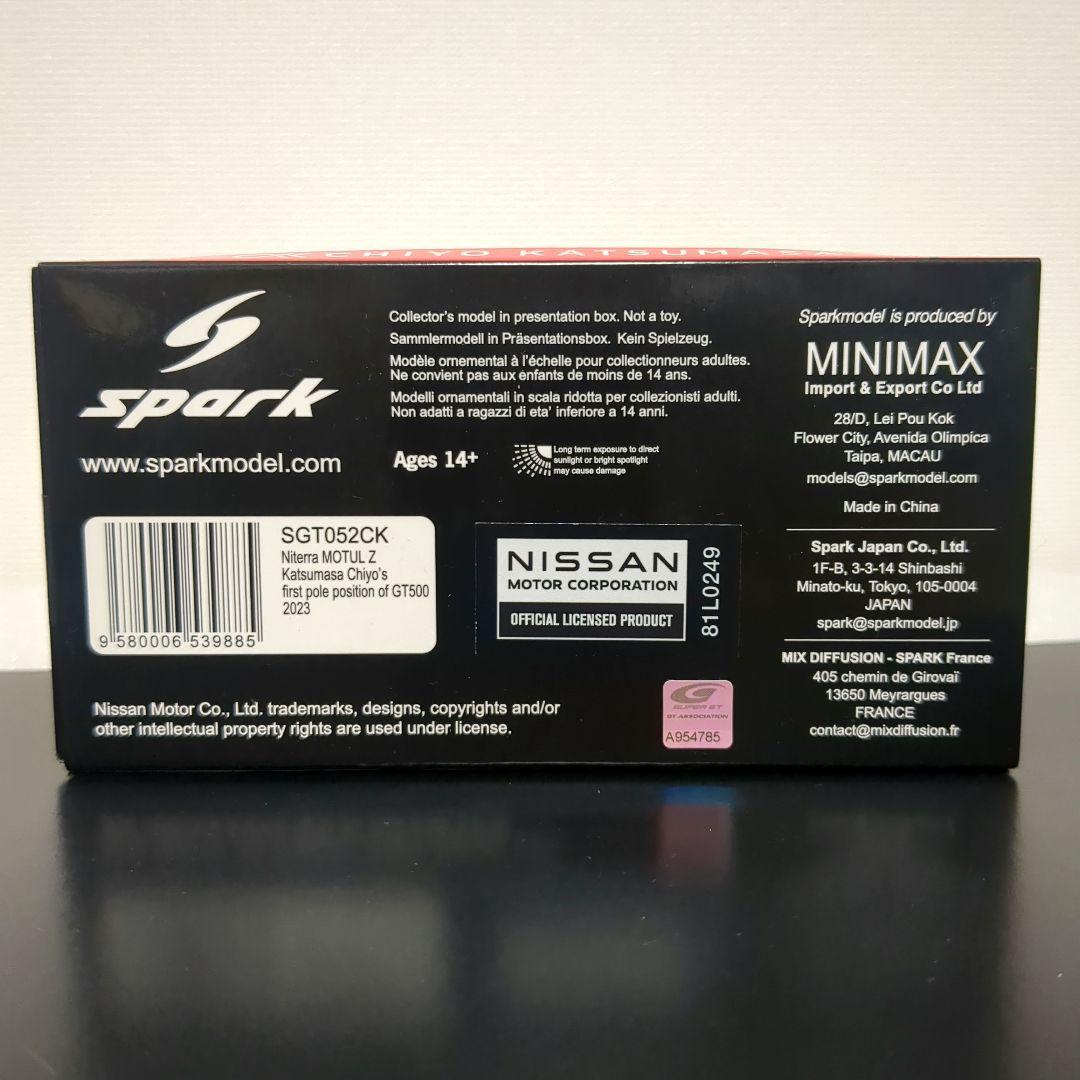 CHIYO KATSUMA
spark
www.sparkmodel.com
Collector's model in presentation box. Not a toy.
Sammlermodell in Präsentationsbox. Kein Spielzeug.
Modèle ornemental à l'échelle pour collectionneurs adultes.
Ne convient pas aux enfants de moins de 14 ans.
Modelli ornamentali in scala ridotta per collezionisti adulti.
Non adatti a ragazzi di eta' inferiore a 14 anni.
Ages 14+
Long term exposure to direct
sunlight or bright spotlight
may cause damage
SGT052CK
Niterra MOTUL Z
Katsumasa Chiyo's
first pole position of GT500
2023
9 580006 539885
NISSAN
MOTOR CORPORATION
OFFICIAL LICENSED PRODUCT
81L0249
Nissan Motor Co., Ltd. trademarks, designs, copyrights and/or
other intellectual property rights are used under license.
SUPER GT
GT ASSOCIATION
A954785
Sparkmodel is produced by
MINIMAX
Import & Export Co Ltd
28/D, Lei Pou Kok
Flower City, Avenida Olimpica
Taipa, MACAU
models@sparkmodel.com
Made in China
Spark Japan Co., Ltd.
1F-B, 3-3-14 Shinbashi
Minato-ku, Tokyo, 105-0004
JAPAN
spark@sparkmodel.jp
MIX DIFFUSION - SPARK France
405 chemin de Girovaï
13650 Meyrargues
FRANCE
contact@mixdiffusion.fr